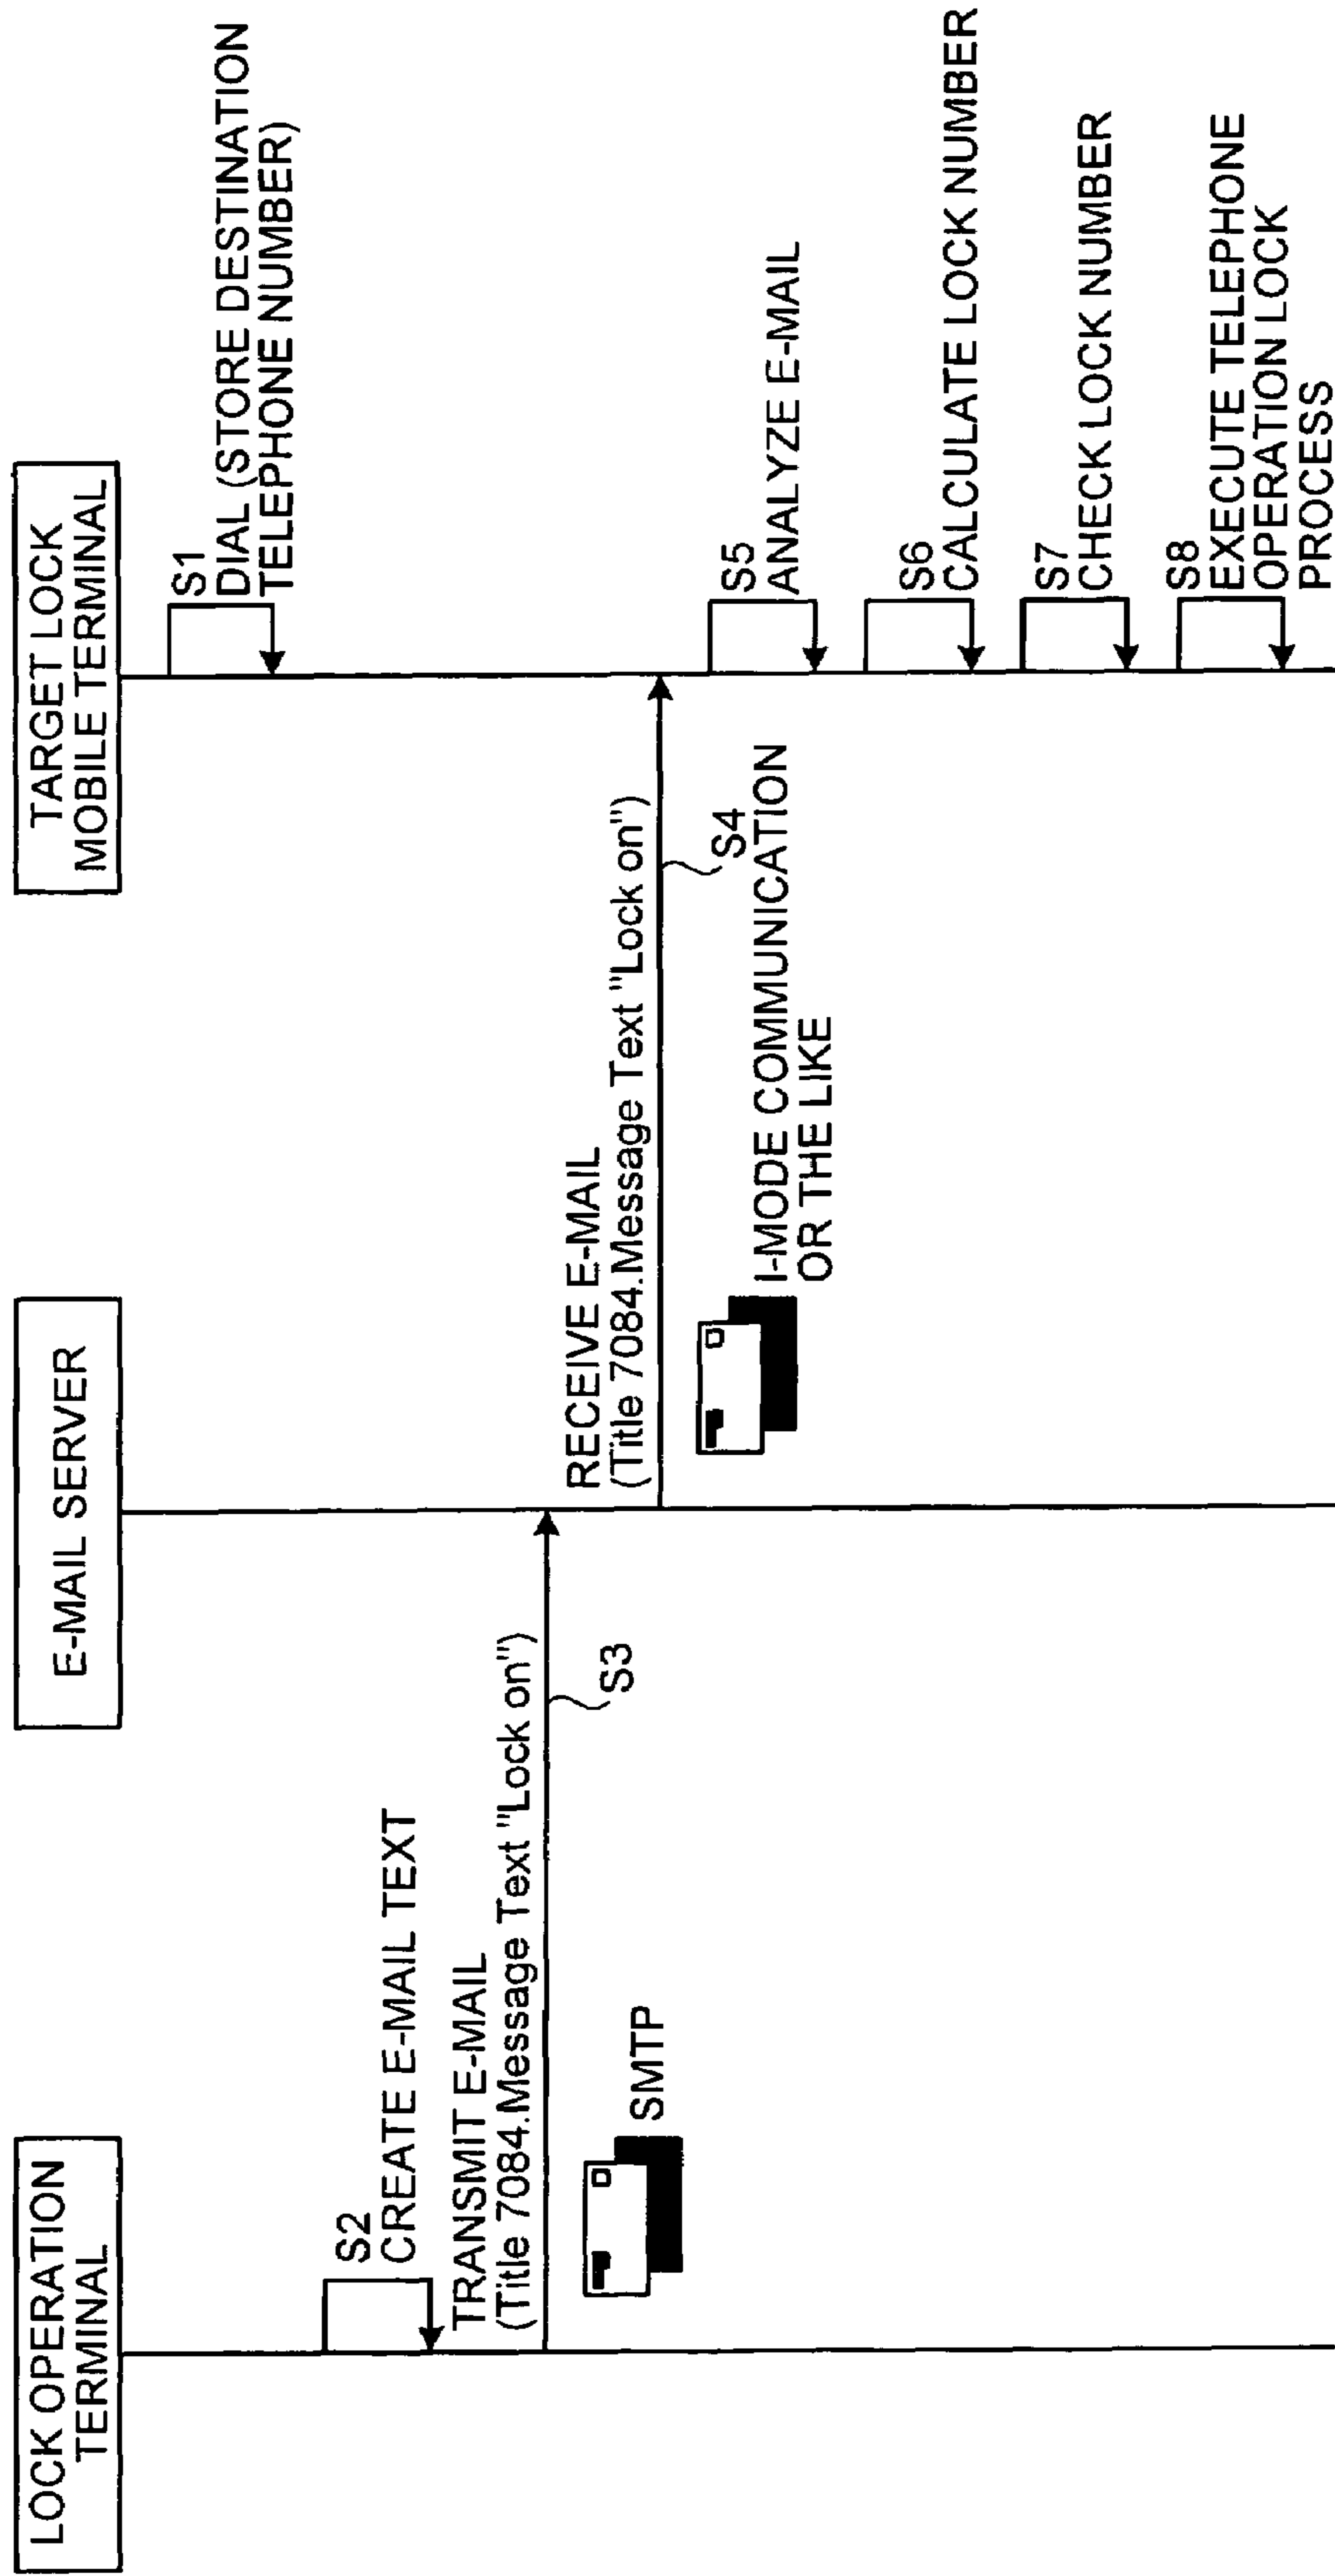 LOCK OPERATION
TERMINAL
E-MAIL SERVER
TARGET LOCK
MOBILE TERMINAL
S1
DIAL (STORE DESTINATION
TELEPHONE NUMBER)
S2
CREATE E-MAIL TEXT
TRANSMIT E-MAIL
(Title 7084.Message Text "Lock on")
S3
SMTP
RECEIVE E-MAIL
(Title 7084.Message Text "Lock on")
S4
I-MODE COMMUNICATION
OR THE LIKE
S5
ANALYZE E-MAIL
S6
CALCULATE LOCK NUMBER
S7
CHECK LOCK NUMBER
S8
EXECUTE TELEPHONE
OPERATION LOCK
PROCESS